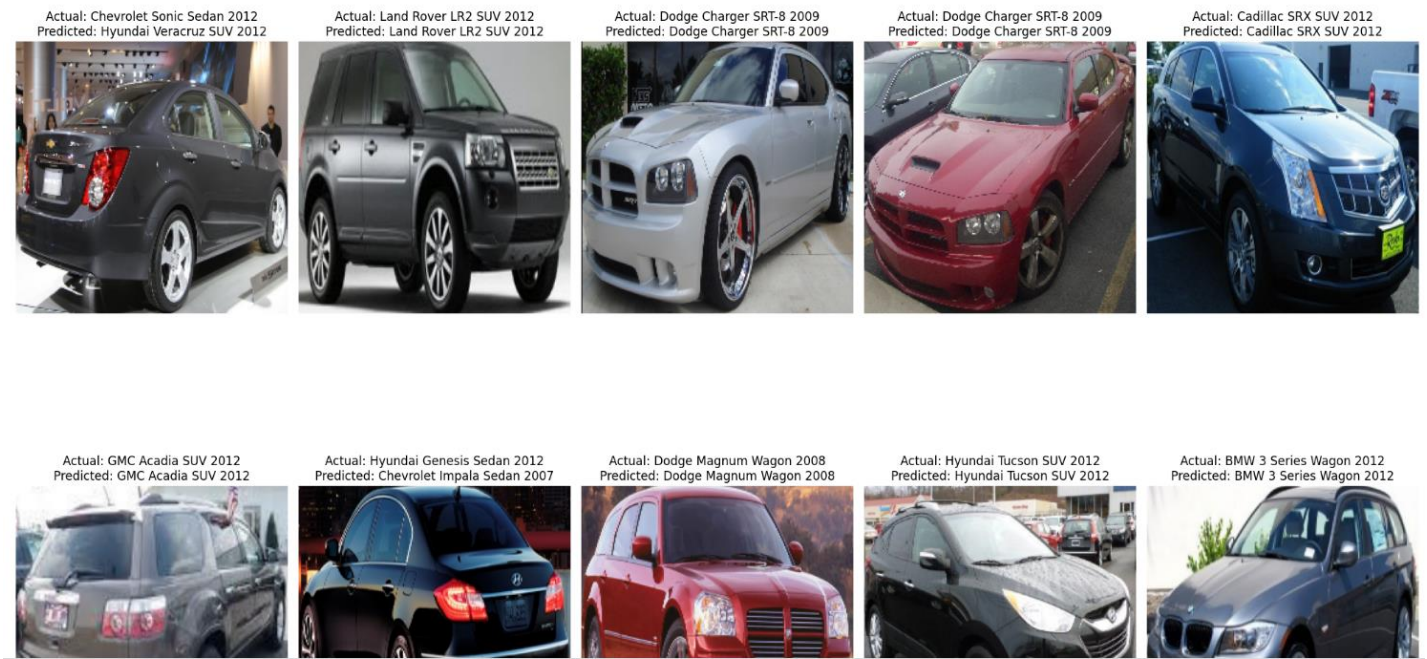 Actual: Chevrolet Sonic Sedan 2012
Predicted: Hyundai Veracruz SUV 2012
Actual: Land Rover LR2 SUV 2012
Predicted: Land Rover LR2 SUV 2012
Actual: Dodge Charger SRT-8 2009
Predicted: Dodge Charger SRT-8 2009
Actual: Dodge Charger SRT-8 2009
Predicted: Dodge Charger SRT-8 2009
Actual: Cadillac SRX SUV 2012
Predicted: Cadillac SRX SUV 2012
Actual: GMC Acadia SUV 2012
Predicted: GMC Acadia SUV 2012
Actual: Hyundai Genesis Sedan 2012
Predicted: Chevrolet Impala Sedan 2007
Actual: Dodge Magnum Wagon 2008
Predicted: Dodge Magnum Wagon 2008
Actual: Hyundai Tucson SUV 2012
Predicted: Hyundai Tucson SUV 2012
Actual: BMW 3 Series Wagon 2012
Predicted: BMW 3 Series Wagon 2012